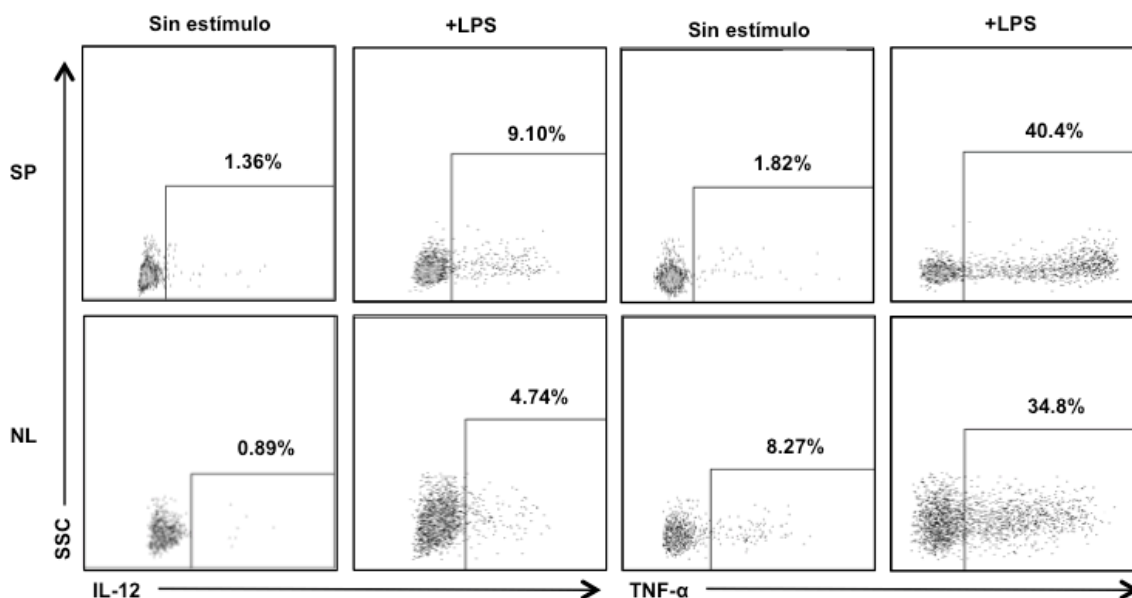 Sin estímulo +LPS Sin estímulo +LPS
SP
1.36% 9.10% 1.82% 40.4%
NL
0.89% 4.74% 8.27% 34.8%
SSC
IL-12 TNF-α